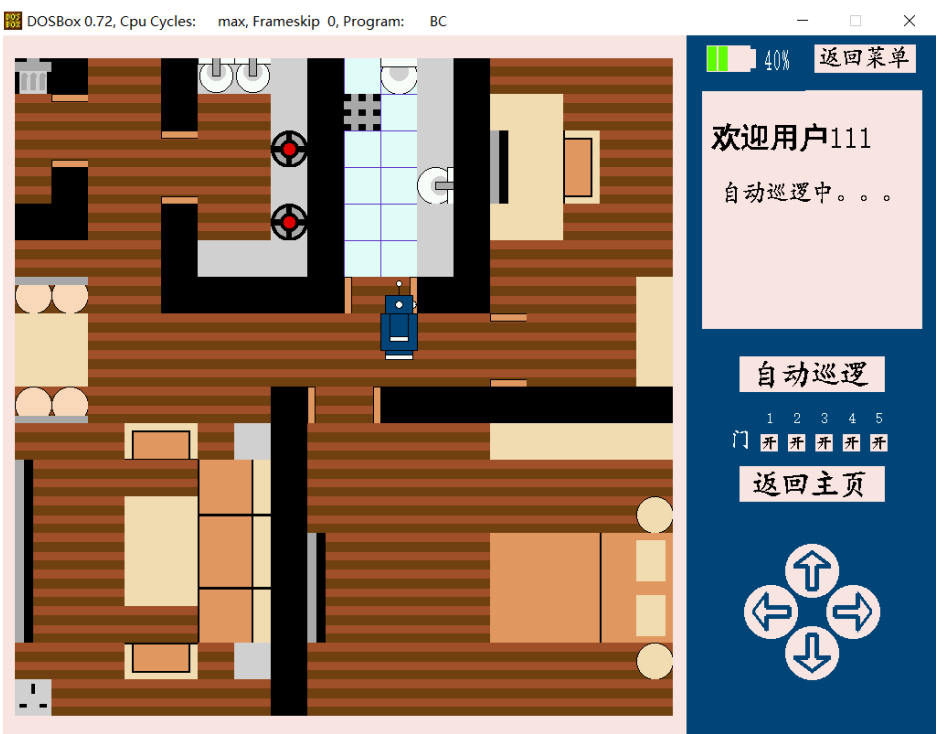 DOSBox 0.72, Cpu Cycles: max, Frameskip 0, Program: BC
40% 返回菜单
欢迎用户111
自动巡逻中。。。
自动巡逻
1 2 3 4 5
门 开 开 开 开 开
返回主页